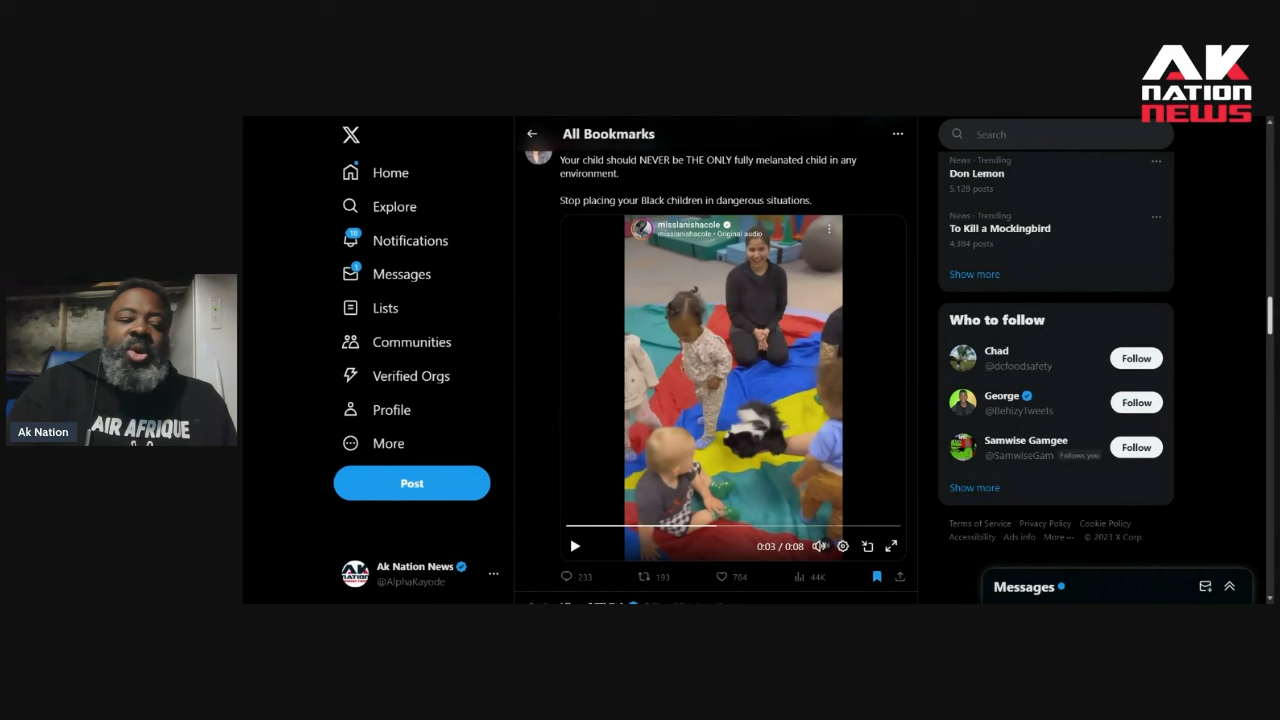 AK
NATION
NEWS
X
Home
Explore
18
Notifications
1
Messages
Lists
Communities
Verified Orgs
Profile
More
Post
Ak Nation News
@AlphaKayode
Ak Nation
AIR AFRIQUE
All Bookmarks
Your child should NEVER be THE ONLY fully melanated child in any
environment.
Stop placing your Black children in dangerous situations.
misslanishacole
misslanishacole • Original audio
0:03 / 0:08
233
193
784
44K
Search
News · Trending
Don Lemon
5,128 posts
News · Trending
To Kill a Mockingbird
4,384 posts
Show more
Who to follow
Chad
@dcfoodsafety
Follow
George
@BehizyTweets
Follow
Samwise Gamgee
@SamwiseGam Follows you
Follow
Show more
Terms of Service Privacy Policy Cookie Policy
Accessibility Ads info More ··· © 2023 X Corp.
Messages